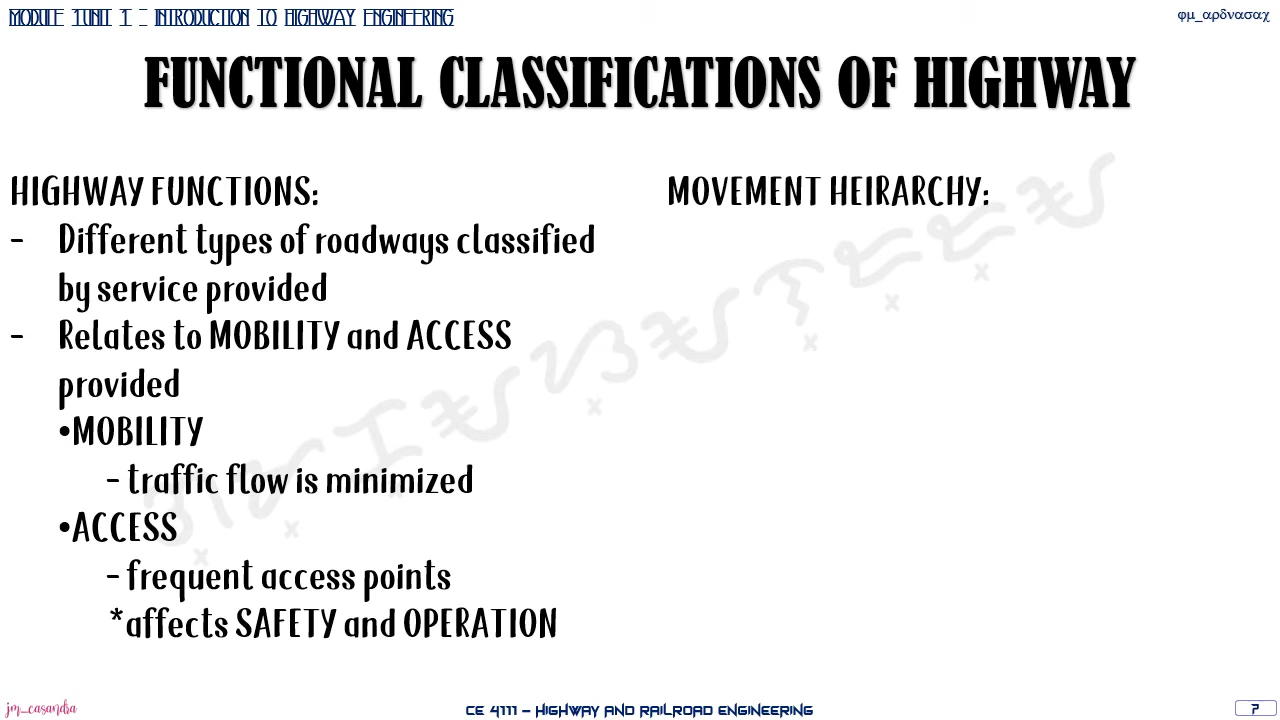 MODULE 1UNIT 1 – INTRODUCTION TO HIGHWAY ENGINEERING
φμ_αρδνασαχ
FUNCTIONAL CLASSIFICATIONS OF HIGHWAY
HIGHWAY FUNCTIONS:
- Different types of roadways classified
by service provided
- Relates to MOBILITY and ACCESS
provided
•MOBILITY
- traffic flow is minimized
•ACCESS
- frequent access points
*affects SAFETY and OPERATION
MOVEMENT HEIRARCHY:
jm_casandra
CE 4111 – HIGHWAY AND RAILROAD ENGINEERING
7